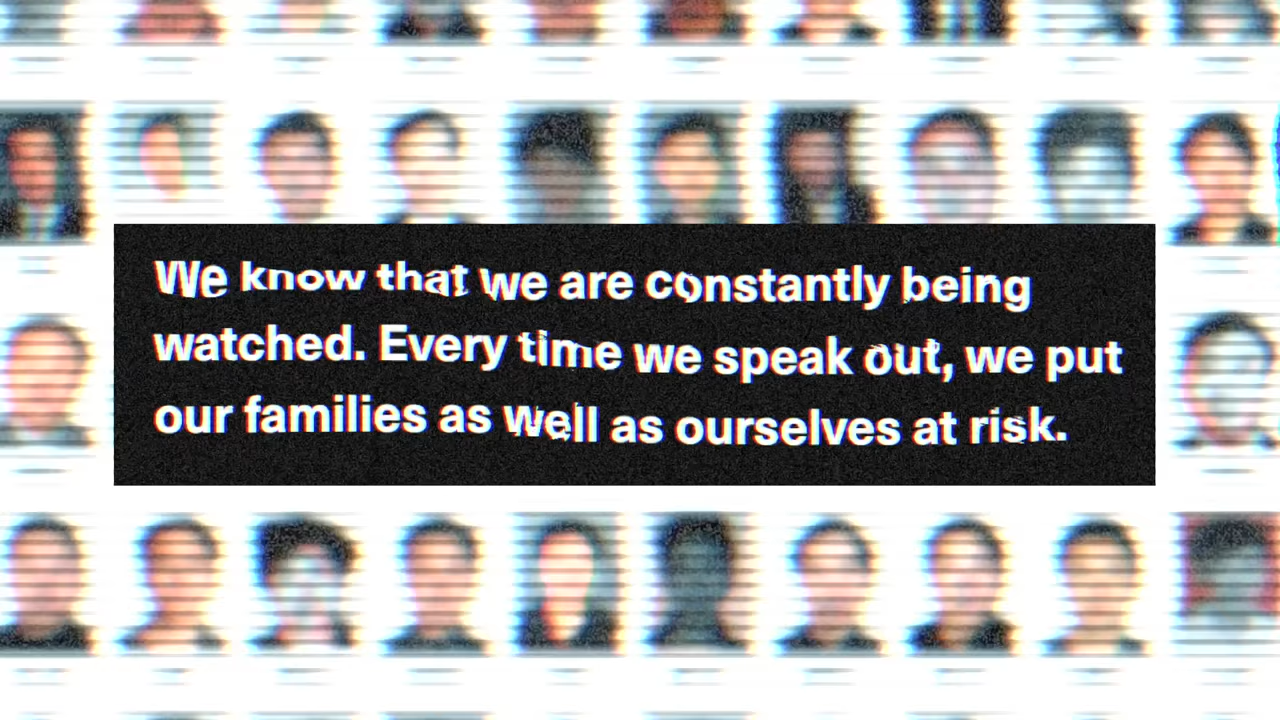 We know that we are constantly being
watched. Every time we speak out, we put
our families as well as ourselves at risk.